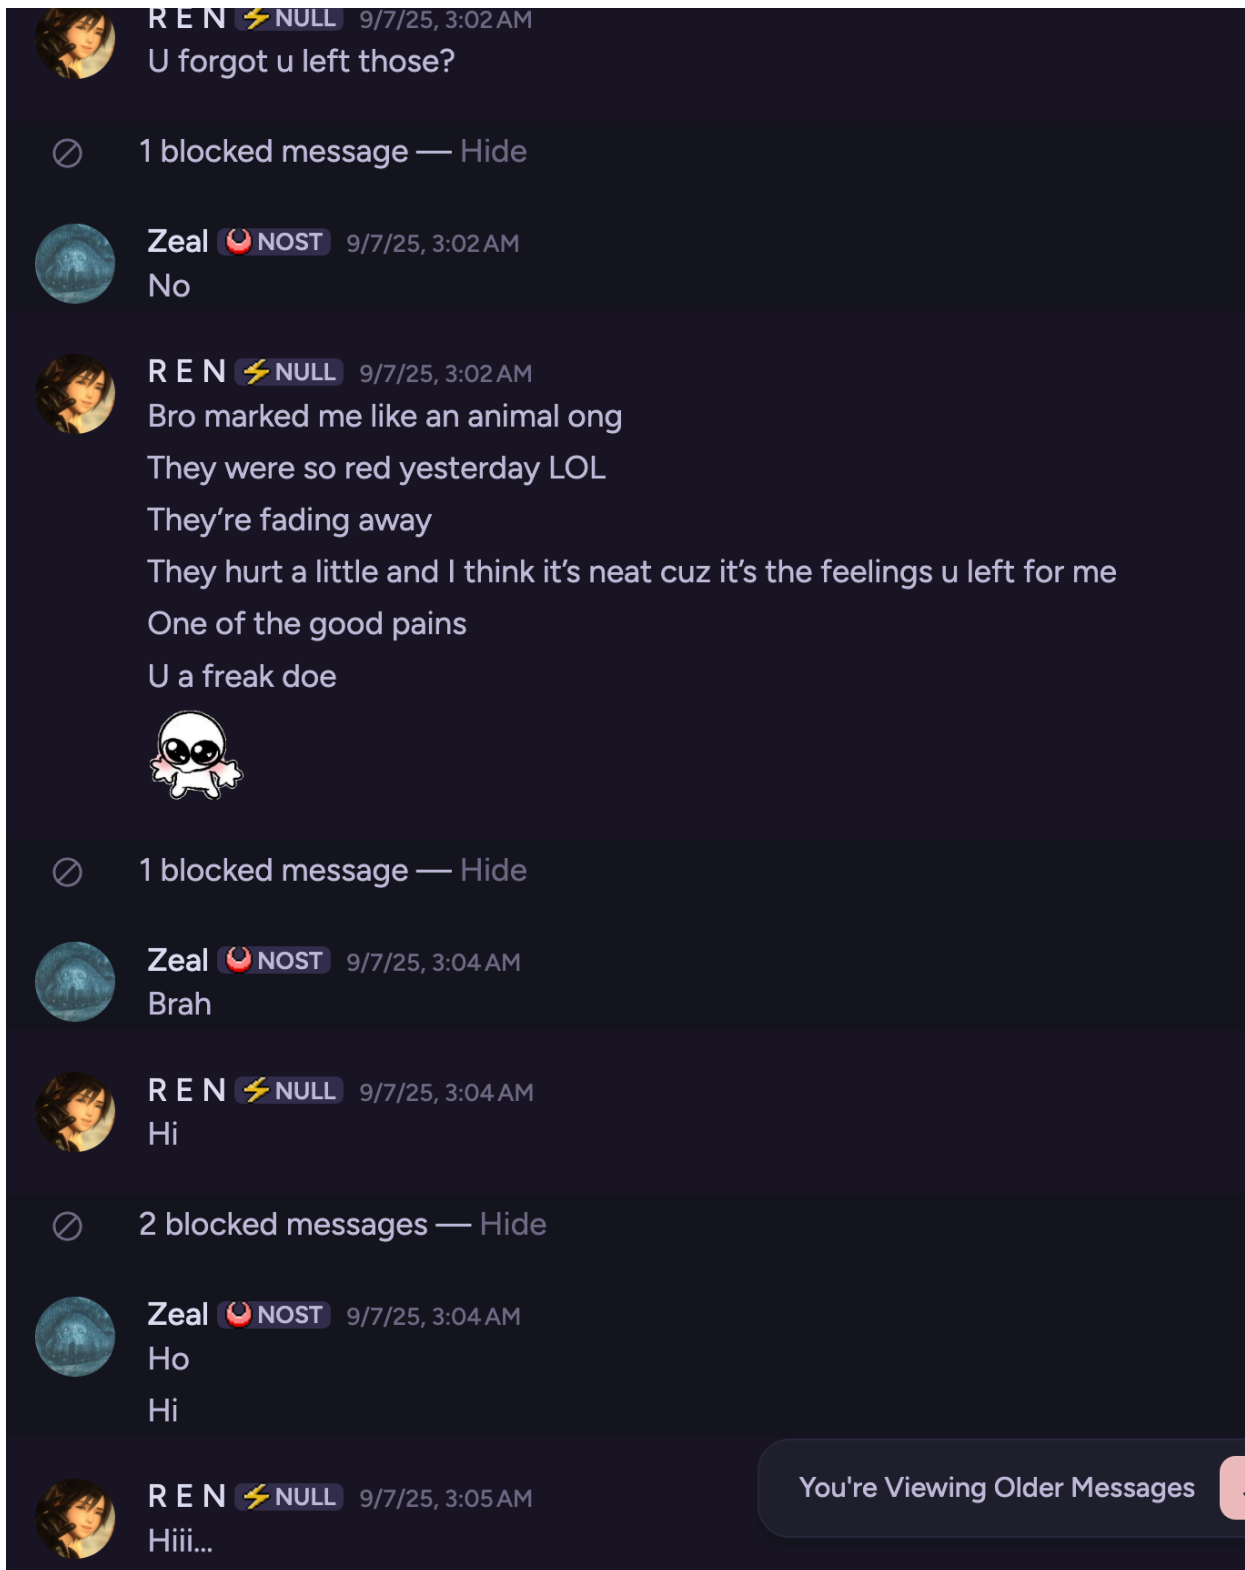 R E N NULL 9/7/25, 3:02 AM
U forgot u left those?
1 blocked message — Hide
Zeal NOST 9/7/25, 3:02 AM
No
R E N NULL 9/7/25, 3:02 AM
Bro marked me like an animal ong
They were so red yesterday LOL
They’re fading away
They hurt a little and I think it’s neat cuz it’s the feelings u left for me
One of the good pains
U a freak doe
1 blocked message — Hide
Zeal NOST 9/7/25, 3:04 AM
Brah
R E N NULL 9/7/25, 3:04 AM
Hi
2 blocked messages — Hide
Zeal NOST 9/7/25, 3:04 AM
Ho
Hi
You're Viewing Older Messages
R E N NULL 9/7/25, 3:05 AM
Hiii...